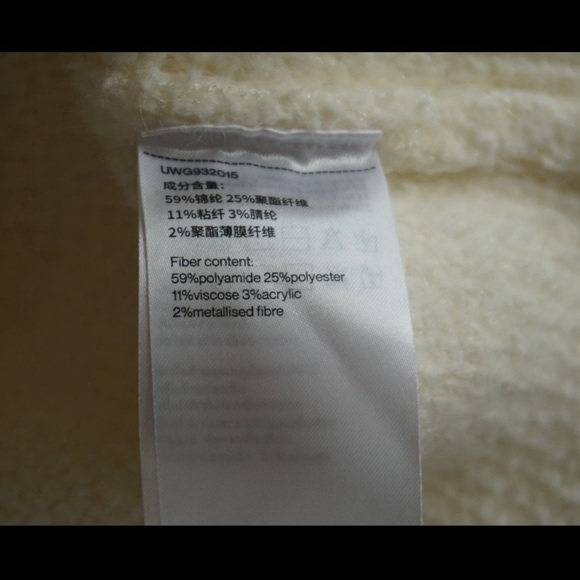 UWG932015
成分含量：
59%锦纶 25%聚酯纤维
11%粘纤 3%腈纶
2%聚酯薄膜纤维
Fiber content:
59%polyamide 25%polyester
11%viscose 3%acrylic
2%metallised fibre